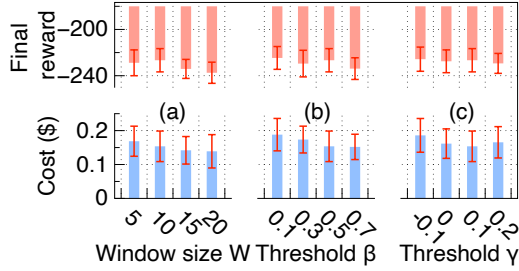 Final reward
−200
−240
(a) (b) (c)
Cost ($)
0.2
0.1
0
5 10 15 20
0.1 0.3 0.5 0.7
-0.1 0 0.1 0.2
Window size W Threshold β Threshold γ